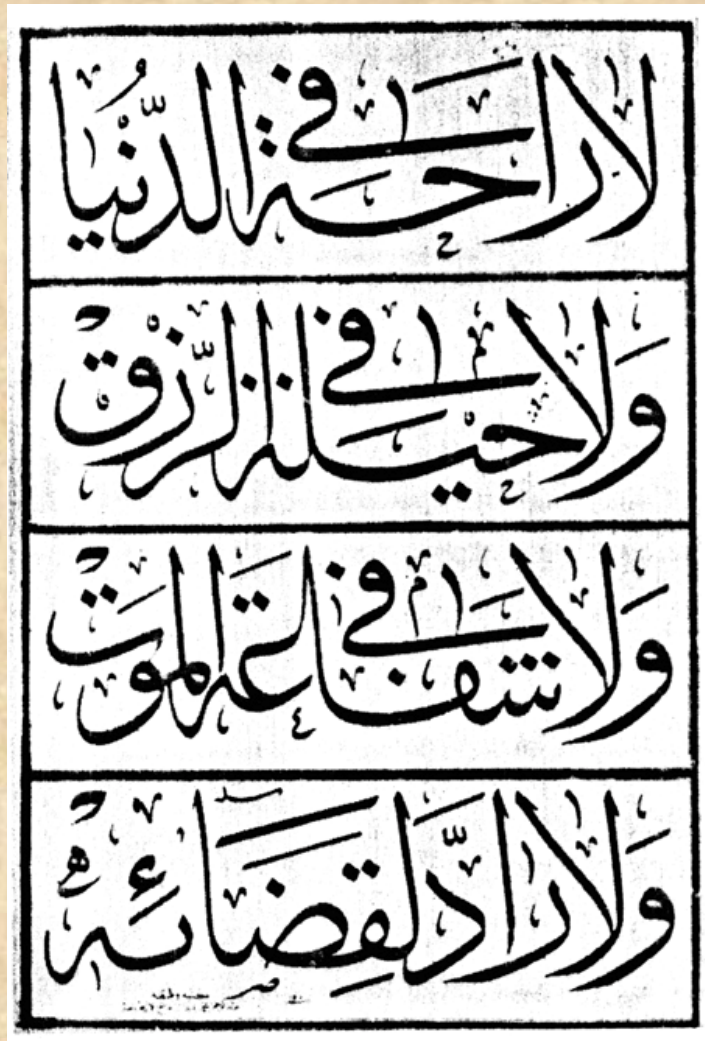 لا راحة في الدنيا
ولا حيلة في الرزق
ولا شفاعة في الموت
ولا راد لقضائه